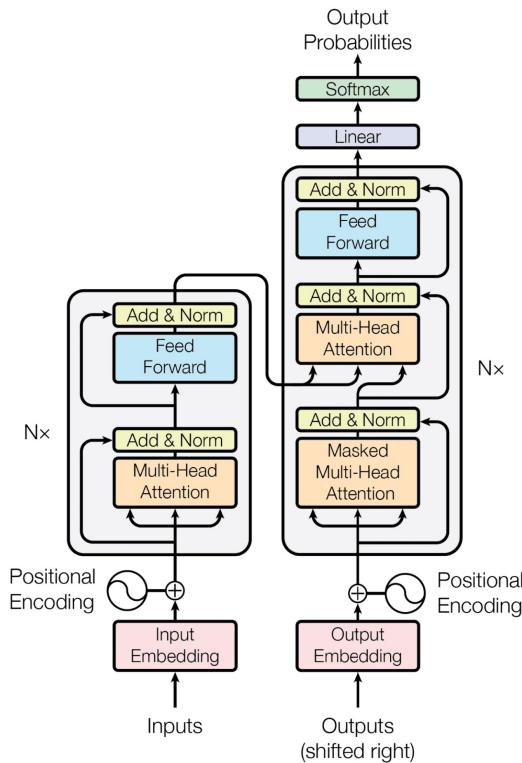 Output
Probabilities
Softmax
Linear
Add & Norm
Feed
Forward
Add & Norm
Multi-Head
Attention
Add & Norm
Masked
Multi-Head
Attention
N×
Positional
Encoding
Output
Embedding
Outputs
(shifted right)
Add & Norm
Feed
Forward
Add & Norm
Multi-Head
Attention
N×
Positional
Encoding
Input
Embedding
Inputs